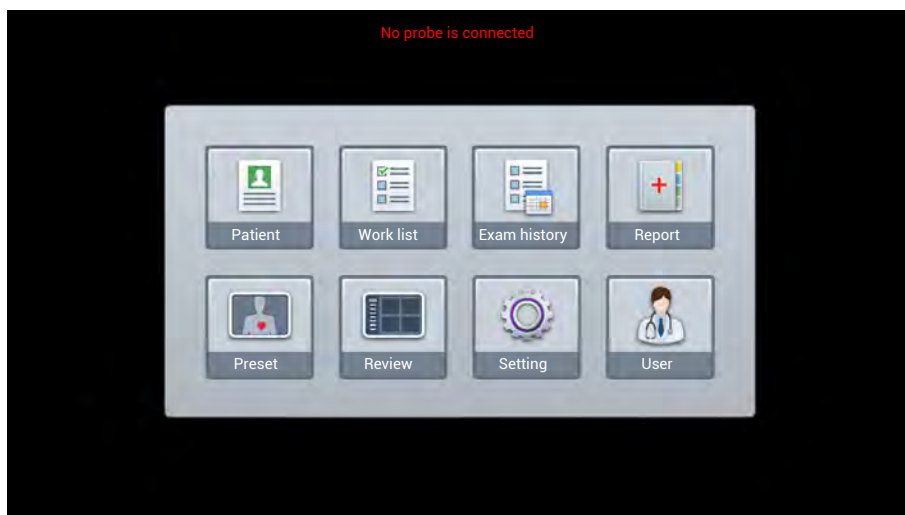 No probe is connected
Patient
Work list
Exam history
Report
Preset
Review
Setting
User